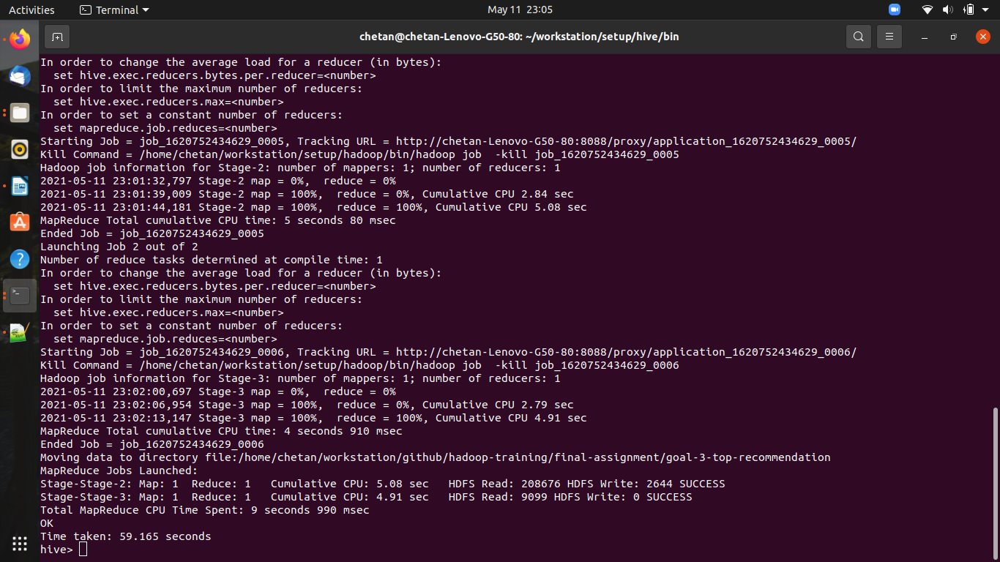 Activities
Terminal
May 11 23:05
chetan@chetan-Lenovo-G50-80: ~/workstation/setup/hive/bin
In order to change the average load for a reducer (in bytes):
  set hive.exec.reducers.bytes.per.reducer=<number>
In order to limit the maximum number of reducers:
  set hive.exec.reducers.max=<number>
In order to set a constant number of reducers:
  set mapreduce.job.reduces=<number>
Starting Job = job_1620752434629_0005, Tracking URL = http://chetan-Lenovo-G50-80:8088/proxy/application_1620752434629_0005/
Kill Command = /home/chetan/workstation/setup/hadoop/bin/hadoop job  -kill job_1620752434629_0005
Hadoop job information for Stage-2: number of mappers: 1; number of reducers: 1
2021-05-11 23:01:32,797 Stage-2 map = 0%,  reduce = 0%
2021-05-11 23:01:39,009 Stage-2 map = 100%,  reduce = 0%, Cumulative CPU 2.84 sec
2021-05-11 23:01:44,181 Stage-2 map = 100%,  reduce = 100%, Cumulative CPU 5.08 sec
MapReduce Total cumulative CPU time: 5 seconds 80 msec
Ended Job = job_1620752434629_0005
Launching Job 2 out of 2
Number of reduce tasks determined at compile time: 1
In order to change the average load for a reducer (in bytes):
  set hive.exec.reducers.bytes.per.reducer=<number>
In order to limit the maximum number of reducers:
  set hive.exec.reducers.max=<number>
In order to set a constant number of reducers:
  set mapreduce.job.reduces=<number>
Starting Job = job_1620752434629_0006, Tracking URL = http://chetan-Lenovo-G50-80:8088/proxy/application_1620752434629_0006/
Kill Command = /home/chetan/workstation/setup/hadoop/bin/hadoop job  -kill job_1620752434629_0006
Hadoop job information for Stage-3: number of mappers: 1; number of reducers: 1
2021-05-11 23:02:00,697 Stage-3 map = 0%,  reduce = 0%
2021-05-11 23:02:06,954 Stage-3 map = 100%,  reduce = 0%, Cumulative CPU 2.79 sec
2021-05-11 23:02:13,147 Stage-3 map = 100%,  reduce = 100%, Cumulative CPU 4.91 sec
MapReduce Total cumulative CPU time: 4 seconds 910 msec
Ended Job = job_1620752434629_0006
Moving data to directory file:/home/chetan/workstation/github/hadoop-training/final-assignment/goal-3-top-recommendation
MapReduce Jobs Launched:
Stage-Stage-2: Map: 1  Reduce: 1   Cumulative CPU: 5.08 sec   HDFS Read: 208676 HDFS Write: 2644 SUCCESS
Stage-Stage-3: Map: 1  Reduce: 1   Cumulative CPU: 4.91 sec   HDFS Read: 9099 HDFS Write: 0 SUCCESS
Total MapReduce CPU Time Spent: 9 seconds 990 msec
OK
Time taken: 59.165 seconds
hive>